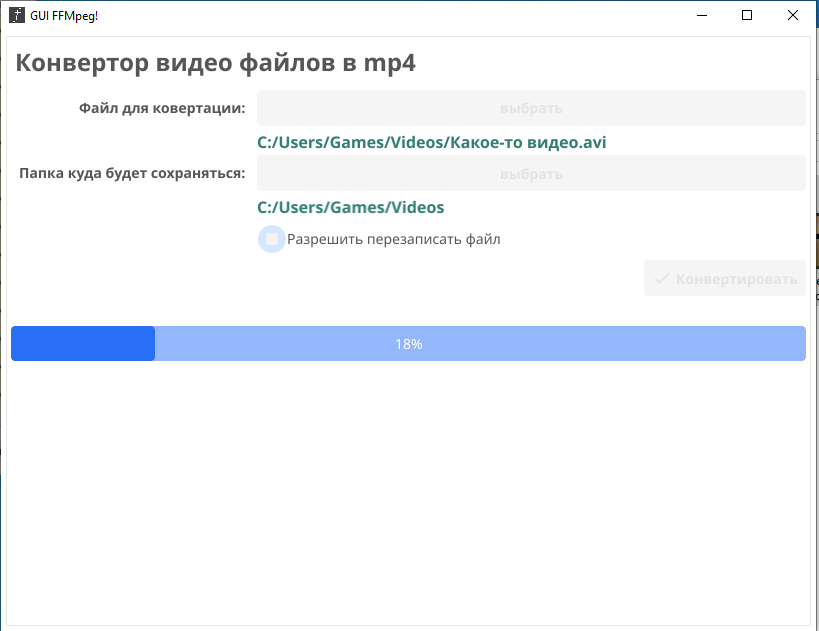 GUI FFMpeg!
Конвертор видео файлов в mp4
Файл для ковертации:
выбрать
C:/Users/Games/Videos/Какое-то видео.avi
Папка куда будет сохраняться:
выбрать
C:/Users/Games/Videos
Разрешить перезаписать файл
Конвертировать
18%